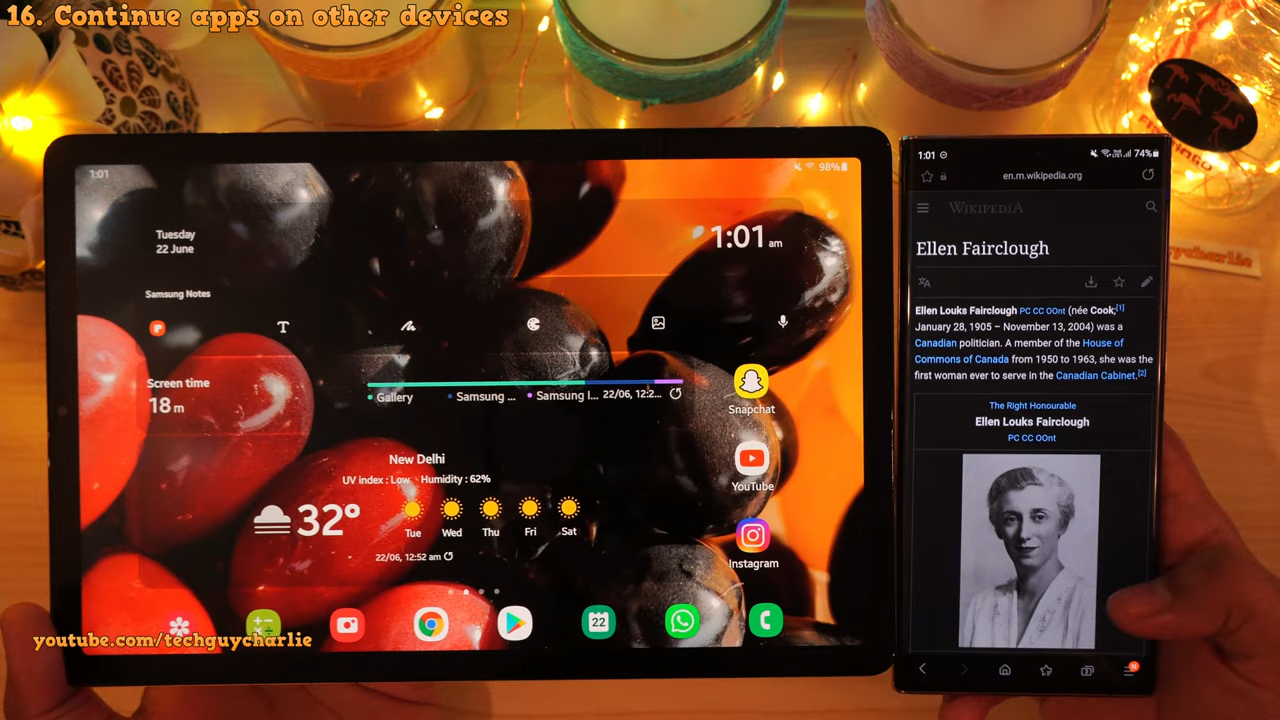 16. Continue apps on other devices
1:01
98%
Tuesday
22 June
1:01 am
Samsung Notes
T
Screen time
18 m
Gallery
Samsung ...
Samsung I...
22/06, 12:2...
Snapchat
New Delhi
UV index : Low
Humidity : 62%
32°
Tue
Wed
Thu
Fri
Sat
22/06, 12:52 am
YouTube
Instagram
22
youtube.com/techguycharlie
1:01
74%
en.m.wikipedia.org
WIKIPEDIA
Ellen Fairclough
Ellen Louks Fairclough PC CC OOnt (née Cook;[1]
January 28, 1905 – November 13, 2004) was a
Canadian politician. A member of the House of
Commons of Canada from 1950 to 1963, she was the
first woman ever to serve in the Canadian Cabinet.[2]
The Right Honourable
Ellen Louks Fairclough
PC CC OOnt
N